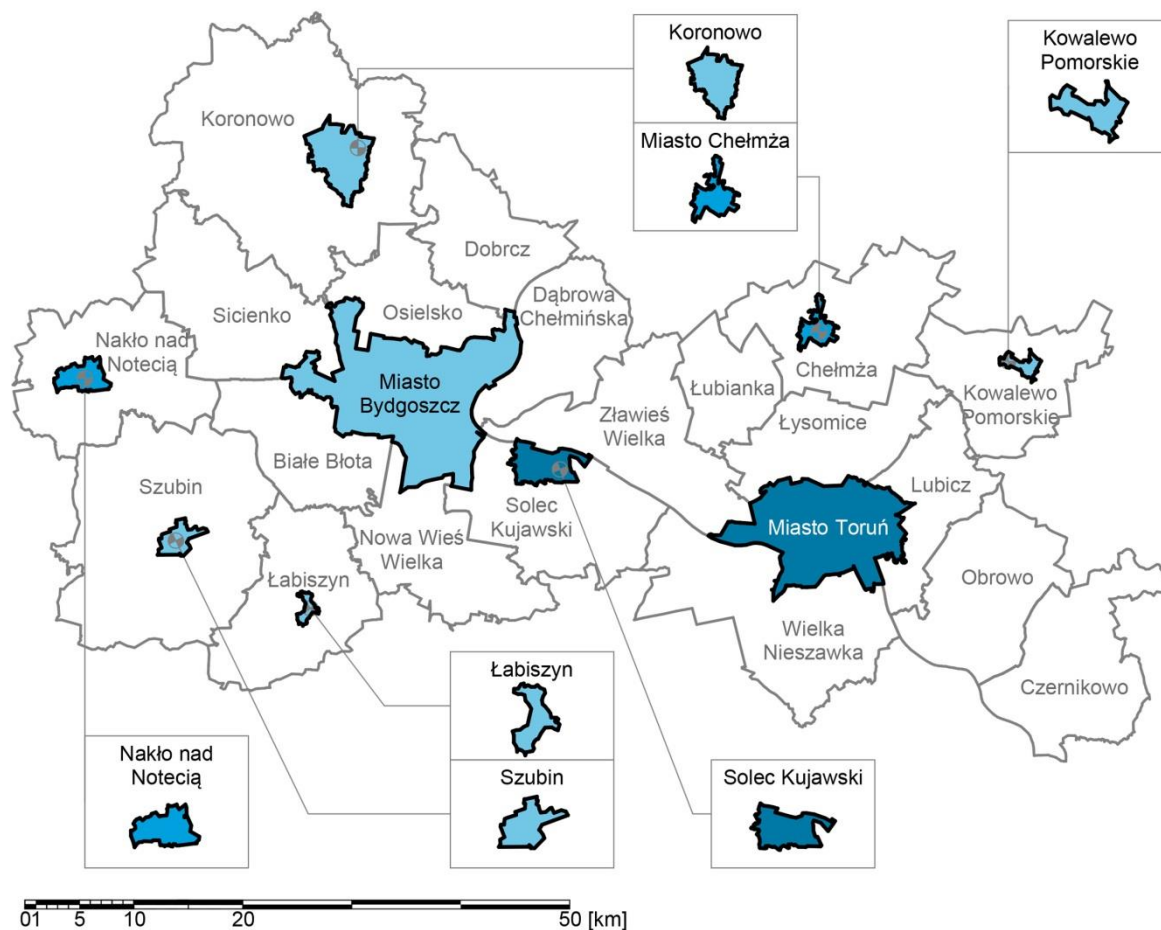 Koronowo
Kowalewo
Pomorskie
Koronowo
Miasto Chełmża
Dobrcz
Dąbrowa
Chełmińska
Osielsko
Sicienko
Nakło nad
Notecią
Miasto
Bydgoszcz
Łubianka
Chełmża
Kowalewo
Pomorskie
Zławieś
Wielka
Łysomice
Białe Błota
Szubin
Solec
Kujawski
Lubicz
Miasto Toruń
Nowa Wieś
Wielka
Łabiszyn
Obrowo
Wielka
Nieszawka
Czernikowo
Łabiszyn
Nakło nad
Notecią
Szubin
Solec Kujawski
01 5 10 20 50 [km]